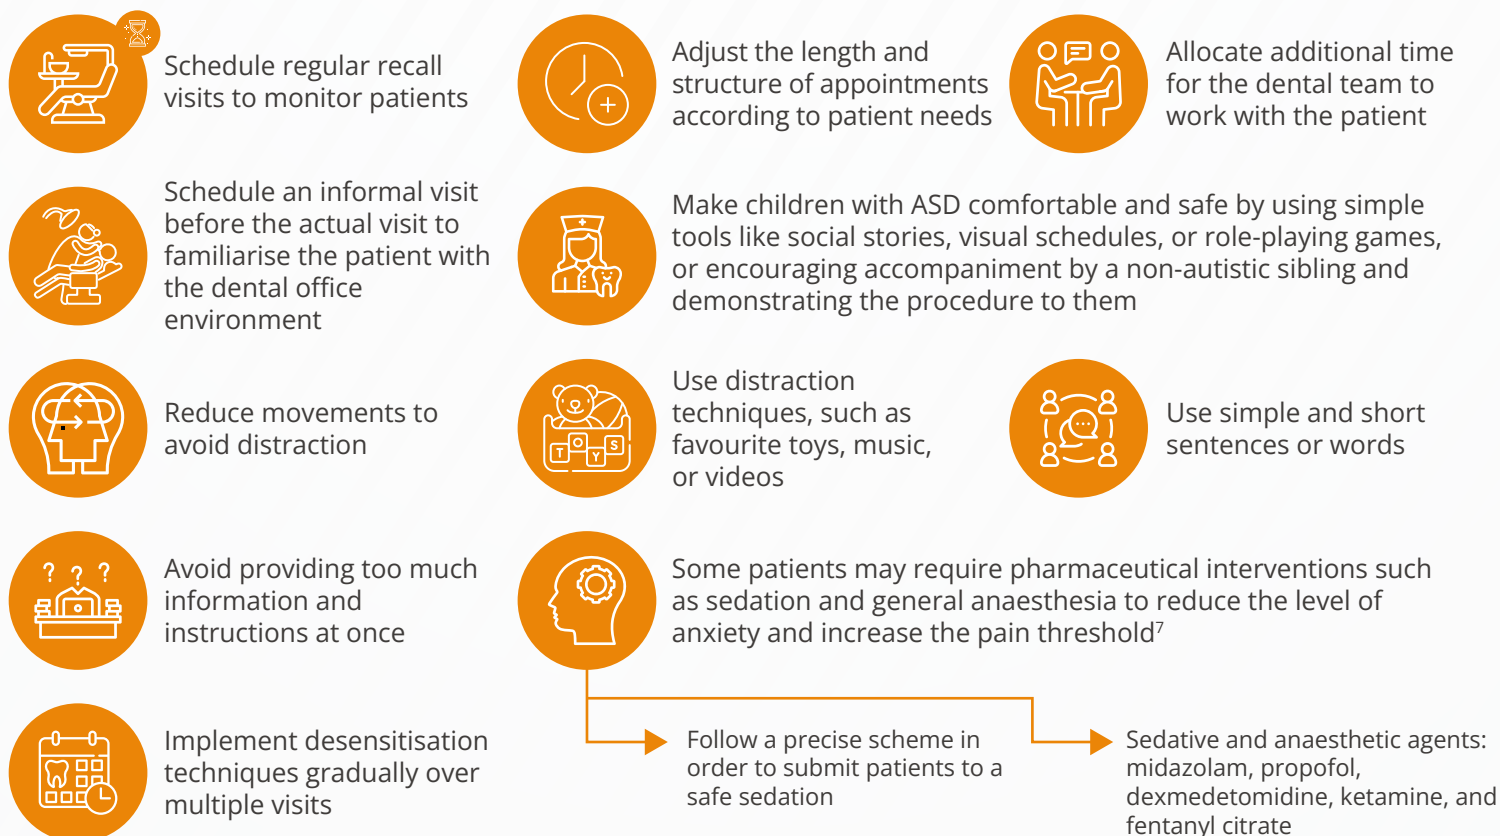 Schedule regular recall
visits to monitor patients
Adjust the length and
structure of appointments
according to patient needs
Allocate additional time
for the dental team to
work with the patient
Schedule an informal visit
before the actual visit to
familiarise the patient with
the dental office
environment
Make children with ASD comfortable and safe by using simple
tools like social stories, visual schedules, or role-playing games,
or encouraging accompaniment by a non-autistic sibling and
demonstrating the procedure to them
Reduce movements to
avoid distraction
TOYS
Use distraction
techniques, such as
favourite toys, music,
or videos
Use simple and short
sentences or words
? ? ?
Avoid providing too much
information and
instructions at once
Some patients may require pharmaceutical interventions such
as sedation and general anaesthesia to reduce the level of
anxiety and increase the pain threshold⁷
Implement desensitisation
techniques gradually over
multiple visits
Follow a precise scheme in
order to submit patients to a
safe sedation
Sedative and anaesthetic agents:
midazolam, propofol,
dexmedetomidine, ketamine, and
fentanyl citrate